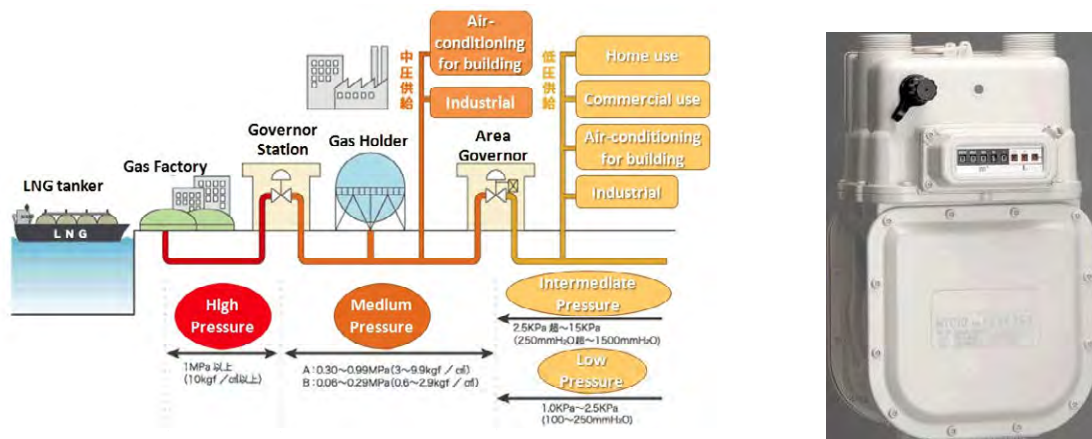 Air-
conditioning
for building
Industrial
中圧供給
低圧供給
Home use
Commercial use
Air-conditioning
for building
Industrial
LNG tanker
Gas Factory
Governor
Station
Gas Holder
Area
Governor
LNG
High
Pressure
Medium
Pressure
Intermediate
Pressure
Low
Pressure
1MPa 以上
(10kgf／㎠以上)
A：0.30～0.99MPa(3～9.9kgf／㎠)
B：0.06～0.29MPa(0.6～2.9kgf／㎠)
2.5KPa 超～15KPa
(250mmH₂O超～1500mmH₂O)
1.0KPa～2.5KPa
(100～250mmH₂O)
m³
L